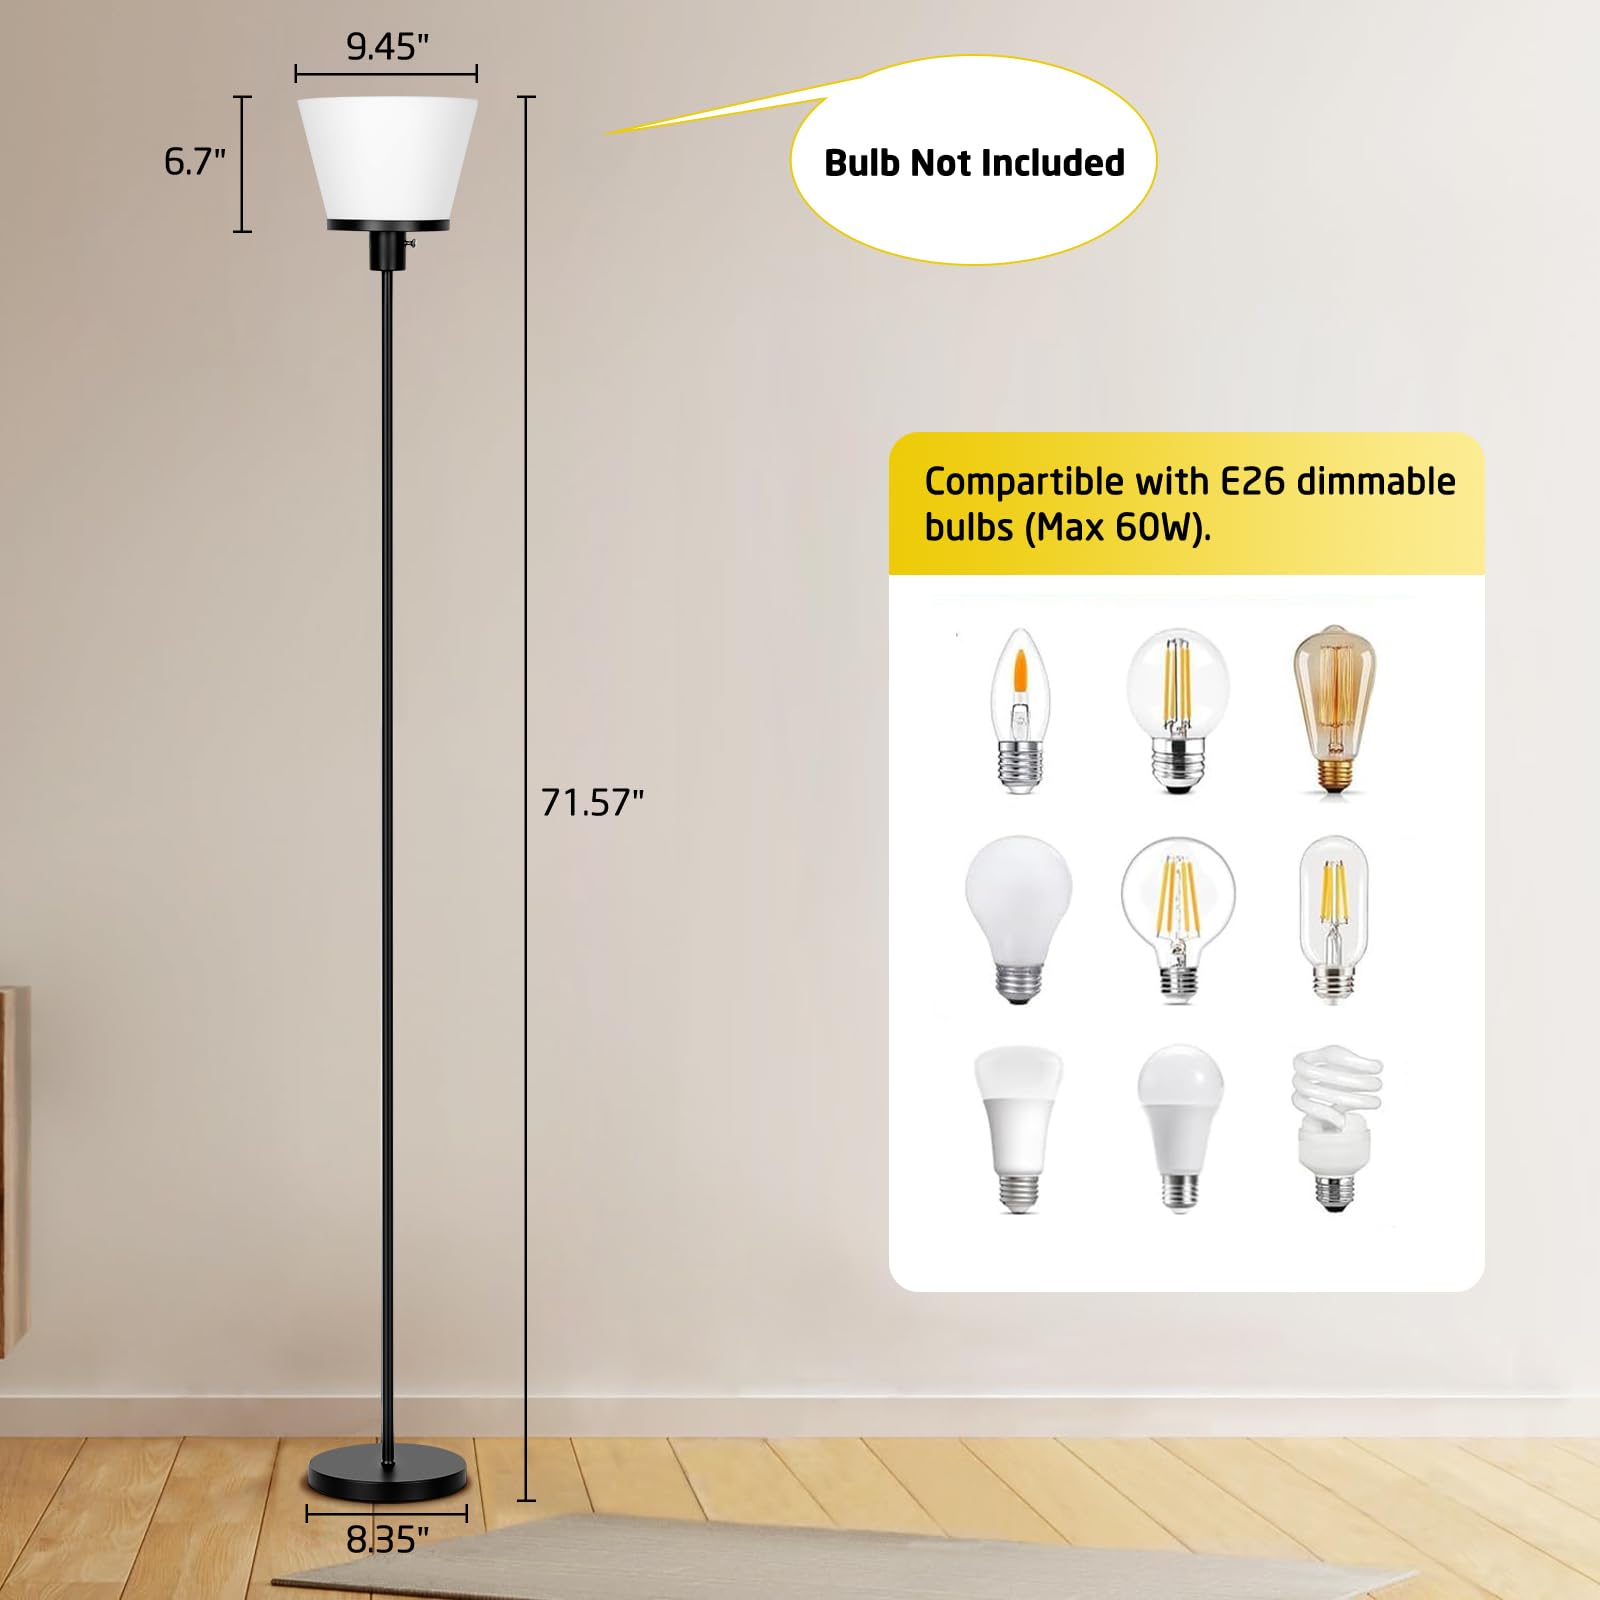 9.45"
6.7"
Bulb Not Included
Compartible with E26 dimmable
bulbs (Max 60W).
71.57"
8.35"